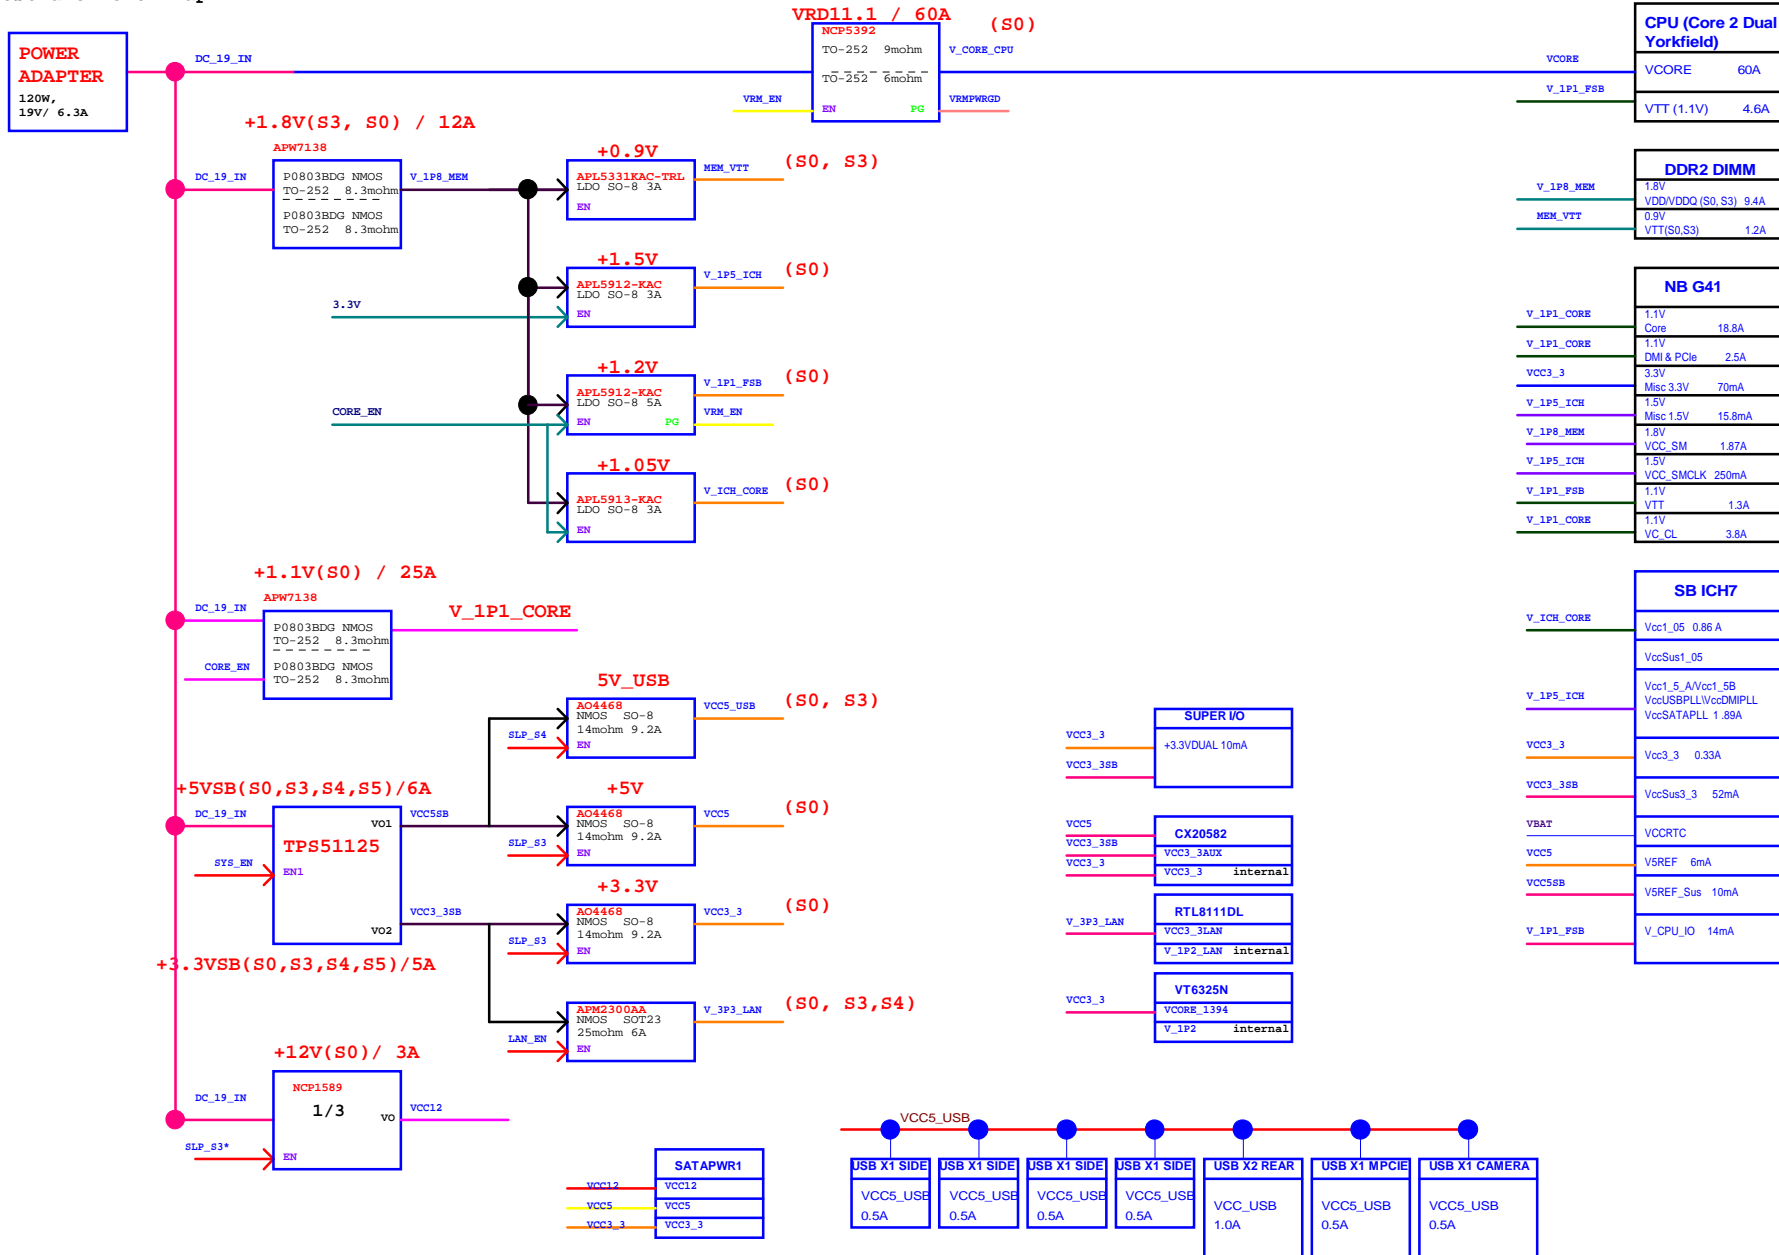 VRD11.1 / 60A
(S0)
POWER
ADAPTER
120W,
19V/ 6.3A
DC_19_IN
NCP5392
TO-252 9mohm
TO-252 6mohm
EN
PG
V_CORE_CPU
VRM_EN
VRMPWRGD
VCORE
V_1P1_FSB
CPU (Core 2 Dual
Yorkfield)
VCORE 60A
VTT (1.1V) 4.6A
+1.8V(S3, S0) / 12A
APW7138
DC_19_IN
P0803BDG NMOS
TO-252 8.3mohm
P0803BDG NMOS
TO-252 8.3mohm
V_1P8_MEM
+0.9V
APL5331KAC-TRL
LDO SO-8 3A
EN
MEM_VTT
(S0, S3)
V_1P8_MEM
MEM_VTT
DDR2 DIMM
1.8V
VDD/VDDQ (S0, S3) 9.4A
0.9V
VTT(S0,S3) 1.2A
+1.5V
APL5912-KAC
LDO SO-8 3A
EN
3.3V
V_1P5_ICH
(S0)
+1.2V
APL5912-KAC
LDO SO-8 5A
EN
PG
CORE_EN
V_1P1_FSB
VRM_EN
(S0)
+1.05V
APL5913-KAC
LDO SO-8 3A
EN
V_ICH_CORE
(S0)
NB G41
V_1P1_CORE
1.1V
Core 18.8A
V_1P1_CORE
1.1V
DMI & PCIe 2.5A
VCC3_3
3.3V
Misc 3.3V 70mA
V_1P5_ICH
1.5V
Misc 1.5V 15.8mA
V_1P8_MEM
1.8V
VCC_SM 1.87A
V_1P5_ICH
1.5V
VCC_SMCLK 250mA
V_1P1_FSB
1.1V
VTT 1.3A
V_1P1_CORE
1.1V
VC_CL 3.8A
+1.1V(S0) / 25A
APW7138
DC_19_IN
CORE_EN
P0803BDG NMOS
TO-252 8.3mohm
P0803BDG NMOS
TO-252 8.3mohm
V_1P1_CORE
SB ICH7
V_ICH_CORE
Vcc1_05 0.86 A
VccSus1_05
V_1P5_ICH
Vcc1_5_A/Vcc1_5B
VccUSBPLL\VccDMIPLL
VccSATAPLL 1 .89A
VCC3_3
Vcc3_3 0.33A
VCC3_3SB
VccSus3_3 52mA
VBAT
VCCRTC
VCC5
V5REF 6mA
VCC5SB
V5REF_Sus 10mA
V_1P1_FSB
V_CPU_IO 14mA
5V_USB
AO4468
NMOS SO-8
14mohm 9.2A
EN
SLP_S4
VCC5_USB
(S0, S3)
+5VSB(S0,S3,S4,S5)/6A
DC_19_IN
SYS_EN
TPS51125
EN1
VO1
VO2
VCC5SB
VCC3_3SB
+3.3VSB(S0,S3,S4,S5)/5A
+5V
AO4468
NMOS SO-8
14mohm 9.2A
EN
SLP_S3
VCC5
(S0)
+3.3V
AO4468
NMOS SO-8
14mohm 9.2A
EN
SLP_S3
VCC3_3
(S0)
APM2300AA
NMOS SOT23
25mohm 6A
EN
LAN_EN
V_3P3_LAN
(S0, S3,S4)
SUPER I/O
VCC3_3
+3.3VDUAL 10mA
VCC3_3SB
CX20582
VCC5
VCC3_3SB
VCC3_3AUX
VCC3_3
VCC3_3 internal
RTL8111DL
V_3P3_LAN
VCC3_3LAN
V_1P2_LAN internal
VT6325N
VCC3_3
VCORE_1394
V_1P2 internal
+12V(S0)/ 3A
DC_19_IN
SLP_S3*
NCP1589
1/3
VO
EN
VCC12
SATAPWR1
VCC12 VCC12
VCC5 VCC5
VCC3_3 VCC3_3
VCC5_USB
USB X1 SIDE
VCC5_USB
0.5A
USB X1 SIDE
VCC5_USB
0.5A
USB X1 SIDE
VCC5_USB
0.5A
USB X1 SIDE
VCC5_USB
0.5A
USB X2 REAR
VCC_USB
1.0A
USB X1 MPCIE
VCC5_USB
0.5A
USB X1 CAMERA
VCC5_USB
0.5A